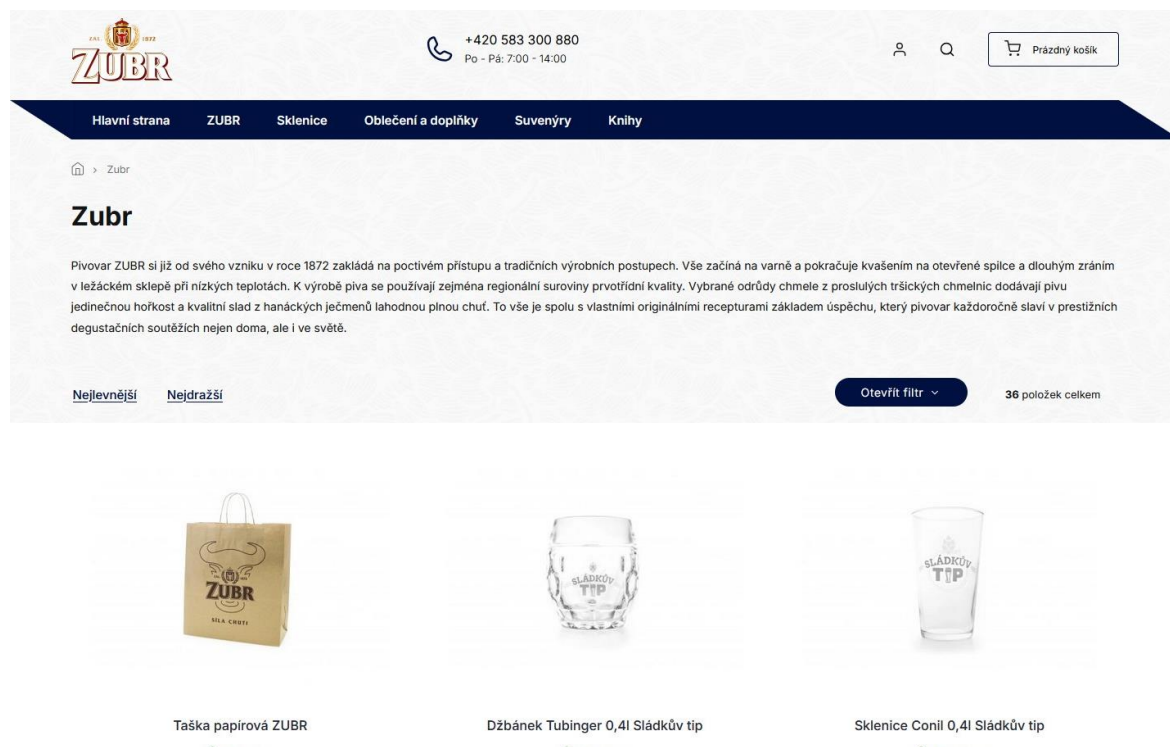 ZAL. 1872
ZUBR
+420 583 300 880
Po - Pá: 7:00 - 14:00
Prázdný košík
Hlavní strana ZUBR Sklenice Oblečení a doplňky Suvenýry Knihy
> Zubr
Zubr
Pivovar ZUBR si již od svého vzniku v roce 1872 zakládá na poctivém přístupu a tradičních výrobních postupech. Vše začíná na varně a pokračuje kvašením na otevřené spilce a dlouhým zráním
v ležáckém sklepě při nízkých teplotách. K výrobě piva se používají zejména regionální suroviny prvotřídní kvality. Vybrané odrůdy chmele z proslulých tršických chmelnic dodávají pivu
jedinečnou hořkost a kvalitní slad z hanáckých ječmenů lahodnou plnou chuť. To vše je spolu s vlastními originálními recepturami základem úspěchu, který pivovar každoročně slaví v prestižních
degustačních soutěžích nejen doma, ale i ve světě.
Nejlevnější Nejdražší Otevřít filtr 36 položek celkem
ZUBR
SÍLA CHUTI
SLÁDKŮV
TIP
SLÁDKŮV
TIP
Taška papírová ZUBR Džbánek Tubinger 0,4l Sládkův tip Sklenice Conil 0,4l Sládkův tip